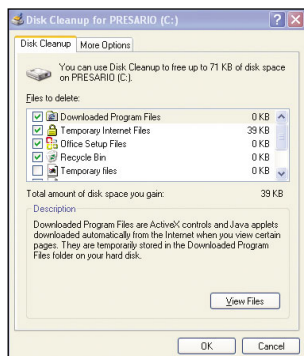 Disk Cleanup for PRESARIO (C:)
Disk Cleanup More Options
You can use Disk Cleanup to free up to 71 KB of disk space
on PRESARIO (C:).
Files to delete:
Downloaded Program Files 0 KB
Temporary Internet Files 39 KB
Office Setup Files 0 KB
Recycle Bin 0 KB
Temporary files 0 KB
Total amount of disk space you gain: 39 KB
Description
Downloaded Program Files are ActiveX controls and Java applets
downloaded automatically from the Internet when you view certain
pages. They are temporarily stored in the Downloaded Program
Files folder on your hard disk.
View Files
OK Cancel